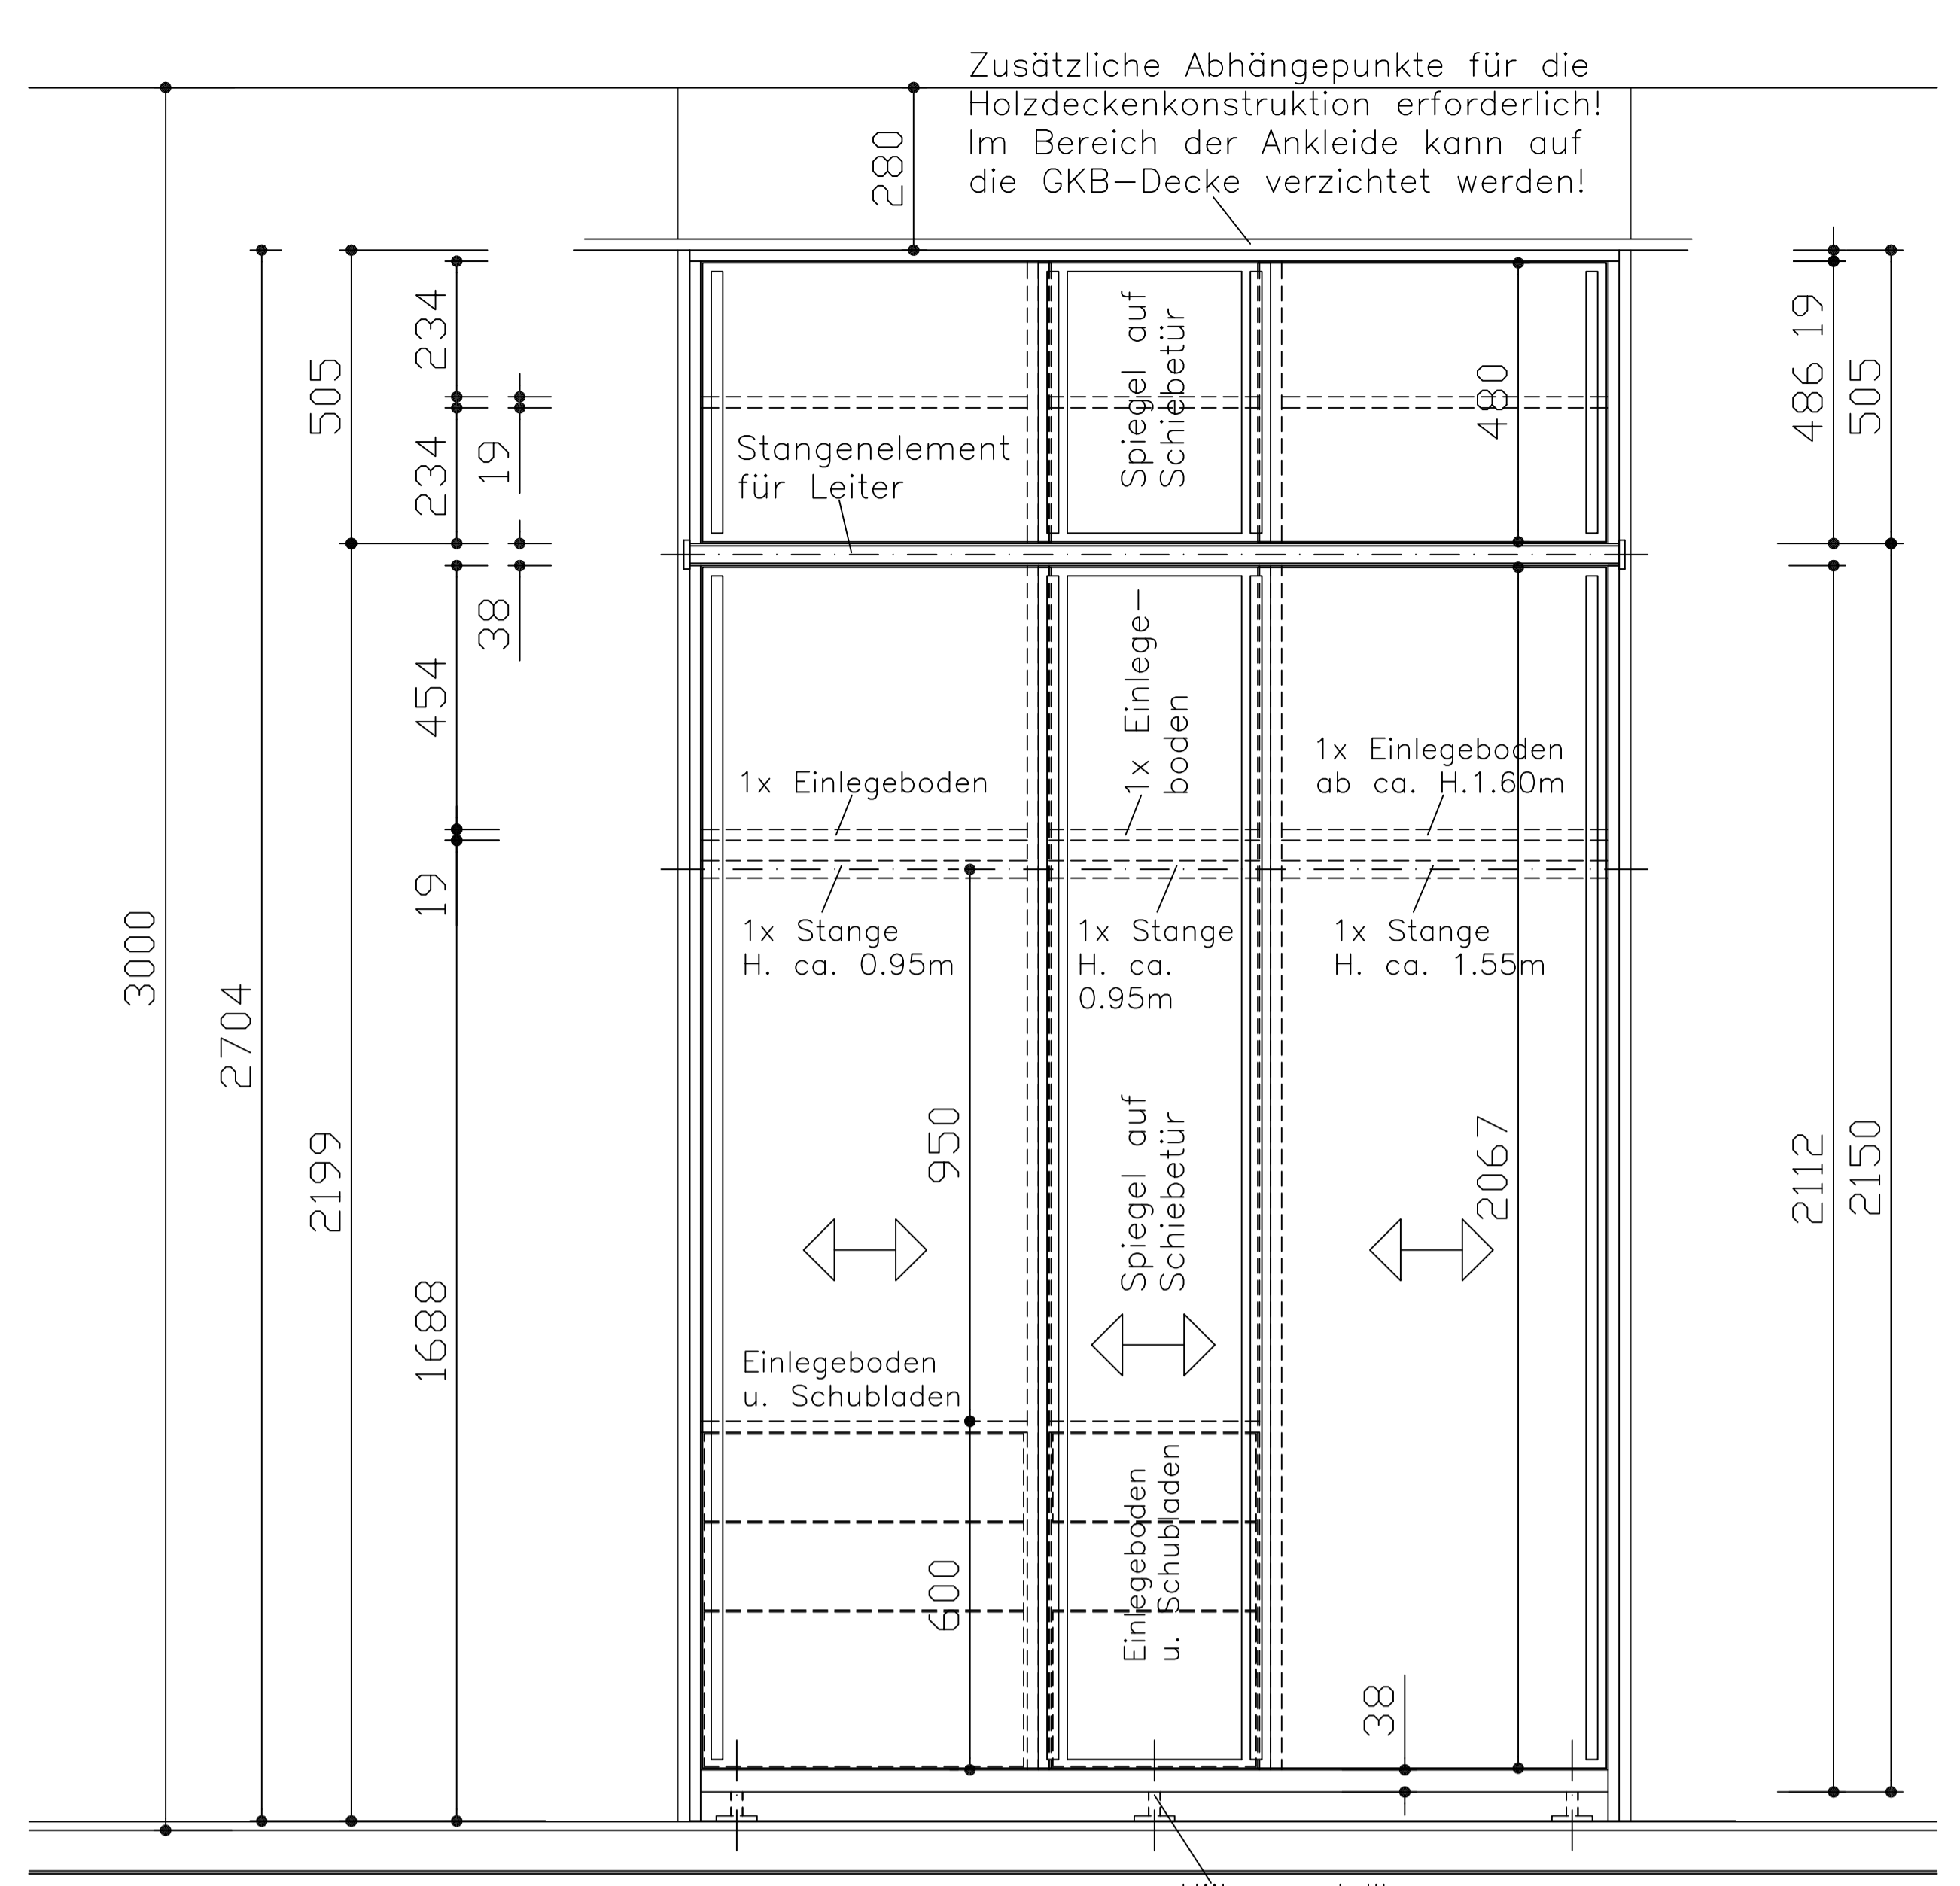 Zusätzliche Abhängepunkte für die
Holzdeckenkonstruktion erforderlich!
Im Bereich der Ankleide kann auf
die GKB-Decke verzichtet werden!
280
3000
2704
505
2199
234
234
19
38
454
19
1688
Stangenelement
für Leiter
Spiegel auf
Schiebetür
480
486
19
505
2112
2150
1x Einlegeboden
1x Einlege-
boden
1x Einlegeboden
ab ca. H.1.60m
1x Stange
H. ca. 0.95m
1x Stange
H. ca.
0.95m
1x Stange
H. ca. 1.55m
950
Spiegel auf
Schiebetür
2067
Einlegeboden
u. Schubladen
600
Einlegeboden
u. Schubladen
38